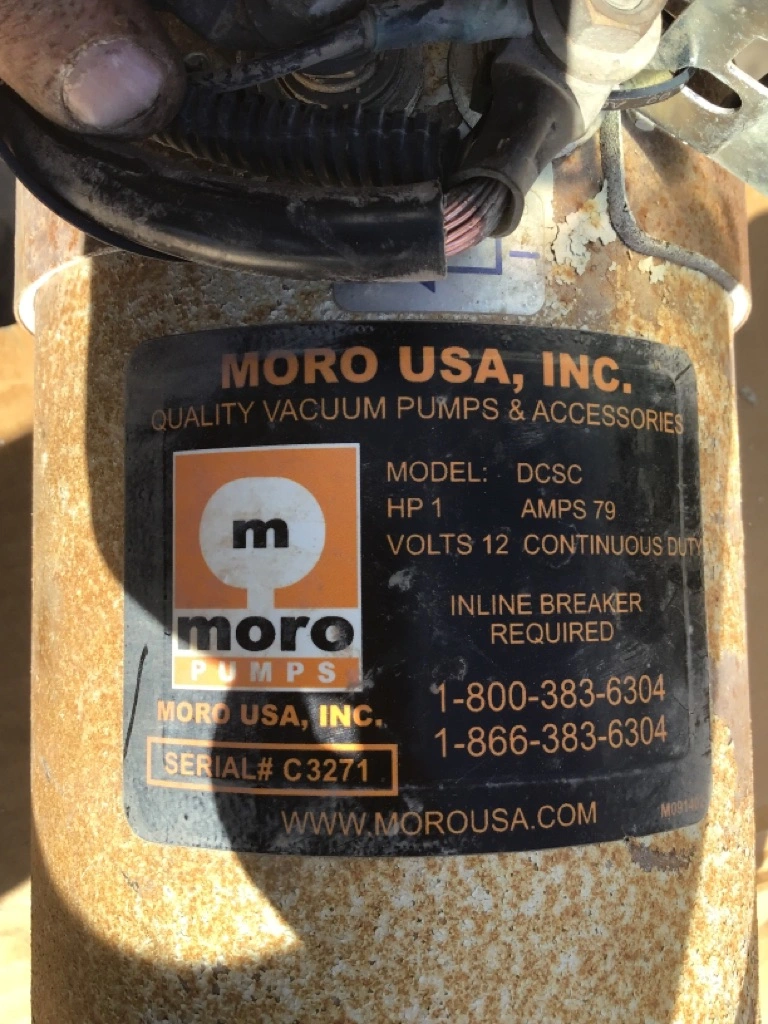 MORO USA, INC.
QUALITY VACUUM PUMPS & ACCESSORIES
m
moro
PUMPS
MORO USA, INC.
SERIAL# C3271
MODEL: DCSC
HP 1 AMPS 79
VOLTS 12 CONTINUOUS DUTY
INLINE BREAKER
REQUIRED
1-800-383-6304
1-866-383-6304
WWW.MOROUSA.COM